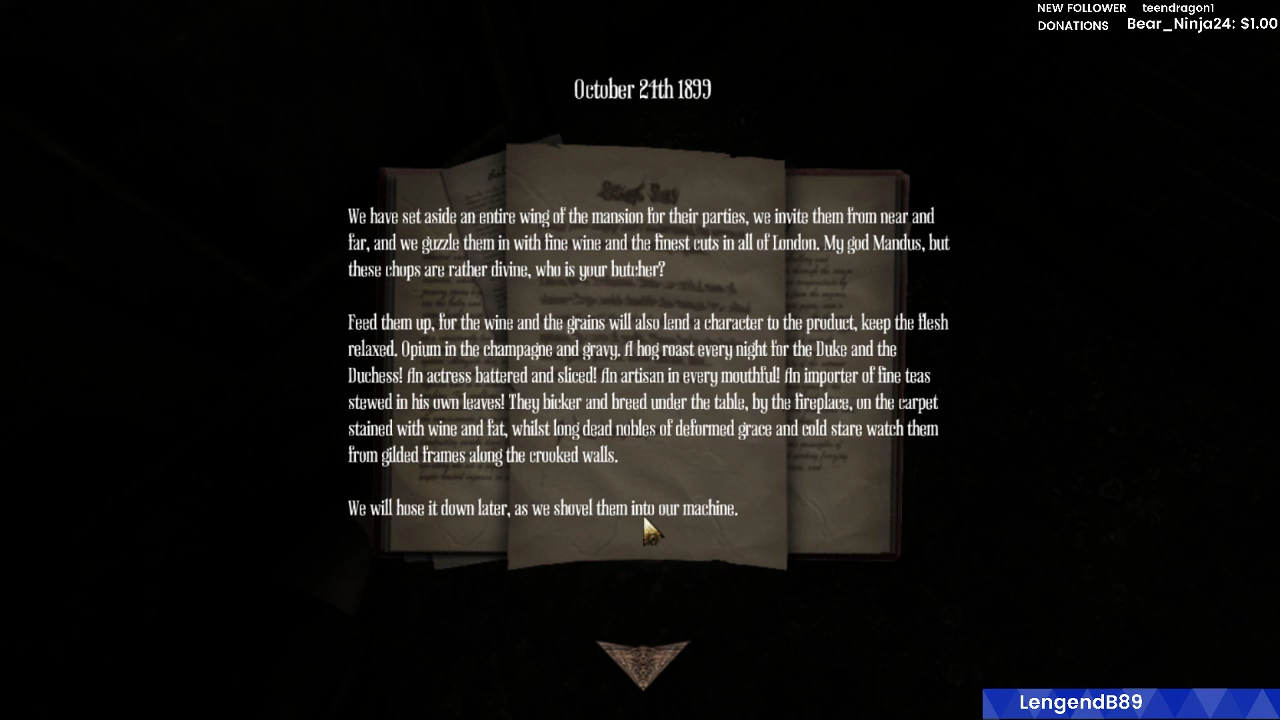 NEW FOLLOWER teendragon1
DONATIONS Bear_Ninja24: $1.00
October 24th 1899
We have set aside an entire wing of the mansion for their parties, we invite them from near and
far, and we guzzle them in with fine wine and the finest cuts in all of London. My god Mandus, but
these chops are rather divine, who is your butcher?
Feed them up, for the wine and the grains will also lend a character to the product, keep the flesh
relaxed. Opium in the champagne and gravy. A hog roast every night for the Duke and the
Duchess! An actress battered and sliced! An artisan in every mouthful! An importer of fine teas
stewed in his own leaves! They bicker and breed under the table, by the fireplace, on the carpet
stained with wine and fat, whilst long dead nobles of deformed grace and cold stare watch them
from gilded frames along the crooked walls.
We will hose it down later, as we shovel them into our machine.
LengendB89